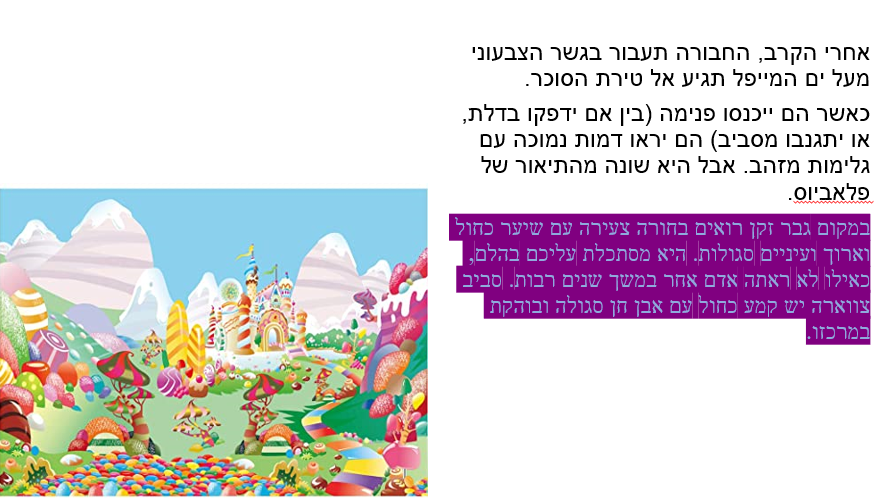 אחרי הקרב, החבורה תעבור בגשר הצבעוני
מעל ים המייפל תגיע אל טירת הסוכר.
כאשר הם ייכנסו פנימה (בין אם ידפקו בדלת,
או יתגנבו מסביב) הם יראו דמות נמוכה עם
גלימות מזהב. אבל היא שונה מהתיאור של
פלאביוס.
במקום גבר זקן רואים בחורה צעירה עם שיער כחול
וארוך ועיניים סגולות. היא מסתכלת עליכם בהלם,
כאילו לא ראתה אדם אחר במשך שנים רבות. סביב
צווארה יש קמע כחול עם אבן חן סגולה ובוהקת
במרכזו.